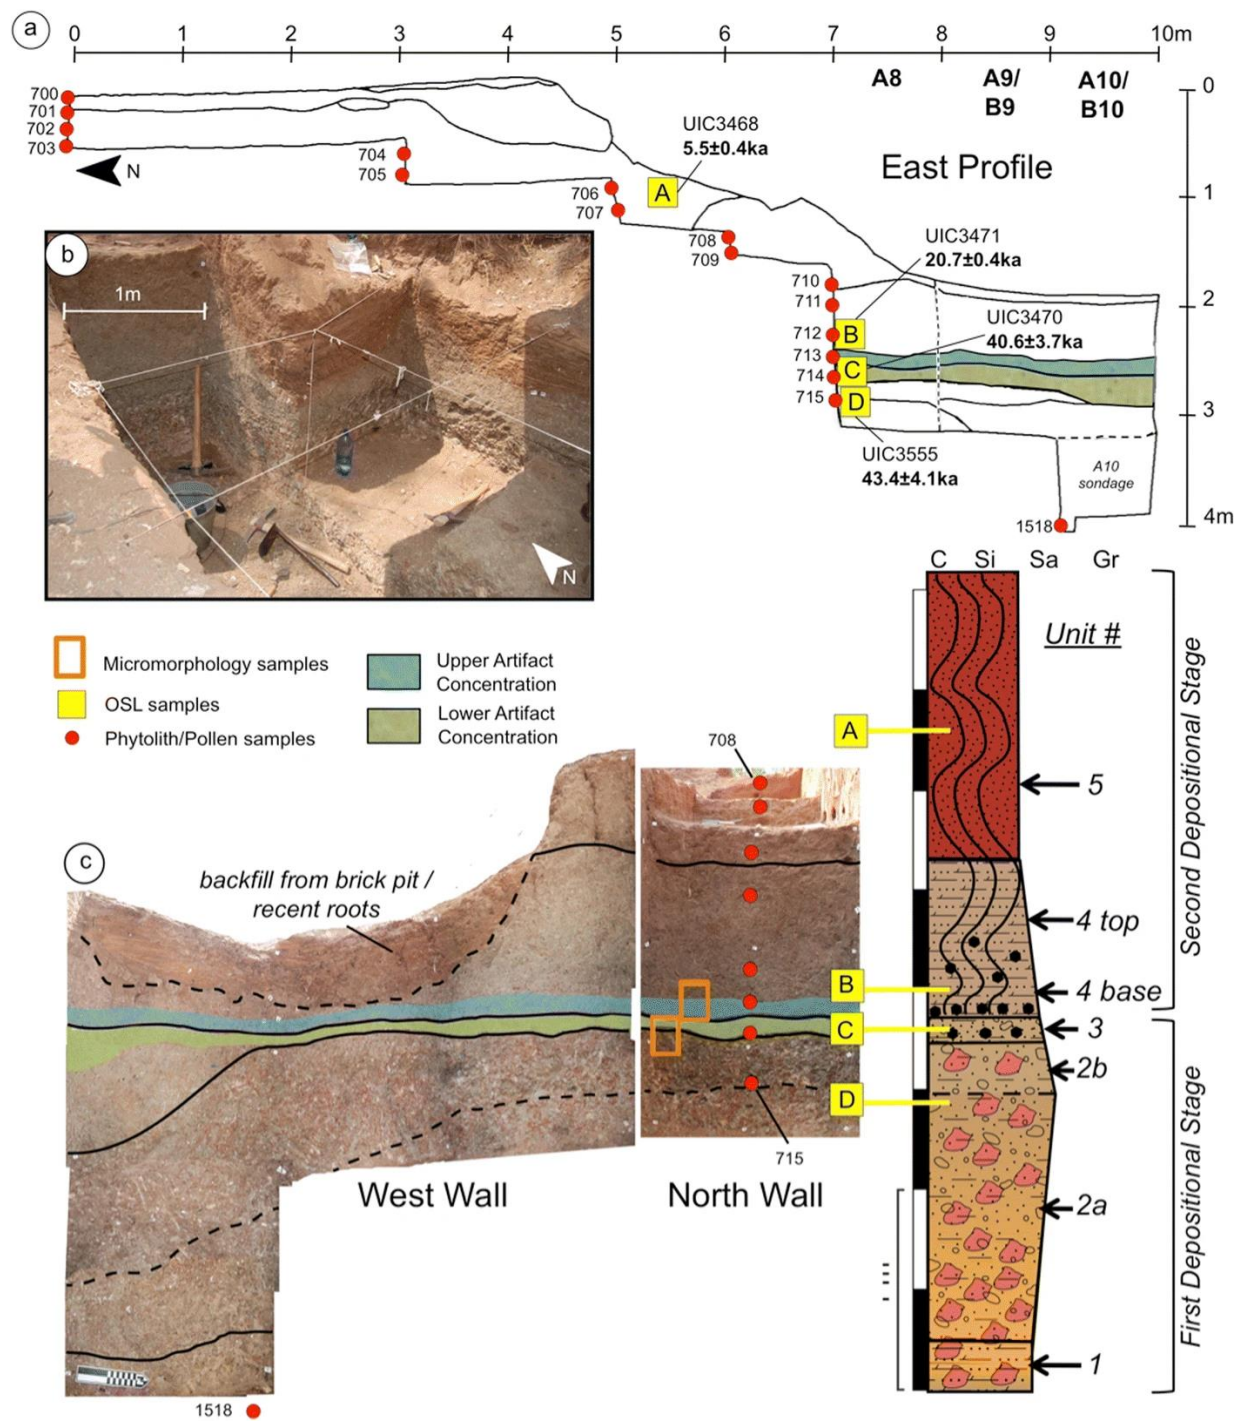 a
0 1 2 3 4 5 6 7 8 9 10m
A8 A9/ A10/
B9 B10
0
1
2
3
4m
700
701
702
703
N
704
705
706
707
A
UIC3468
5.5±0.4ka
East Profile
708
709
710
711
712
713
714
715
B
C
D
UIC3471
20.7±0.4ka
UIC3470
40.6±3.7ka
UIC3555
43.4±4.1ka
A10
sondage
1518
b
1m
N
Micromorphology samples
OSL samples
Phytolith/Pollen samples
Upper Artifact
Concentration
Lower Artifact
Concentration
c
backfill from brick pit /
recent roots
708
715
West Wall
North Wall
1518
C Si Sa Gr
Unit #
A
B
C
D
5
4 top
4 base
3
2b
2a
1
Second Depositional Stage
First Depositional Stage